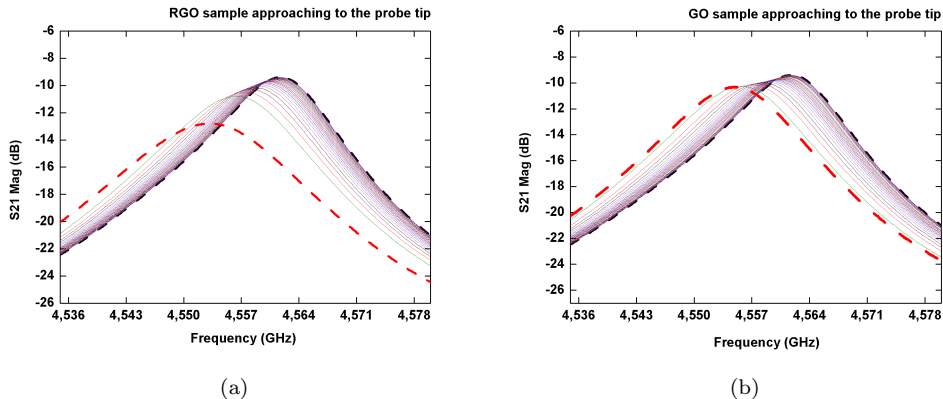 RGO sample approaching to the probe tip
-6
-8
-10
-12
-14
-16
-18
-20
-22
-24
-26
S21 Mag (dB)
4,536 4,543 4,550 4,557 4,564 4,571 4,578
Frequency (GHz)
(a)
GO sample approaching to the probe tip
-6
-8
-10
-12
-14
-16
-18
-20
-22
-24
-26
S21 Mag (dB)
4,536 4,543 4,550 4,557 4,564 4,571 4,578
Frequency (GHz)
(b)